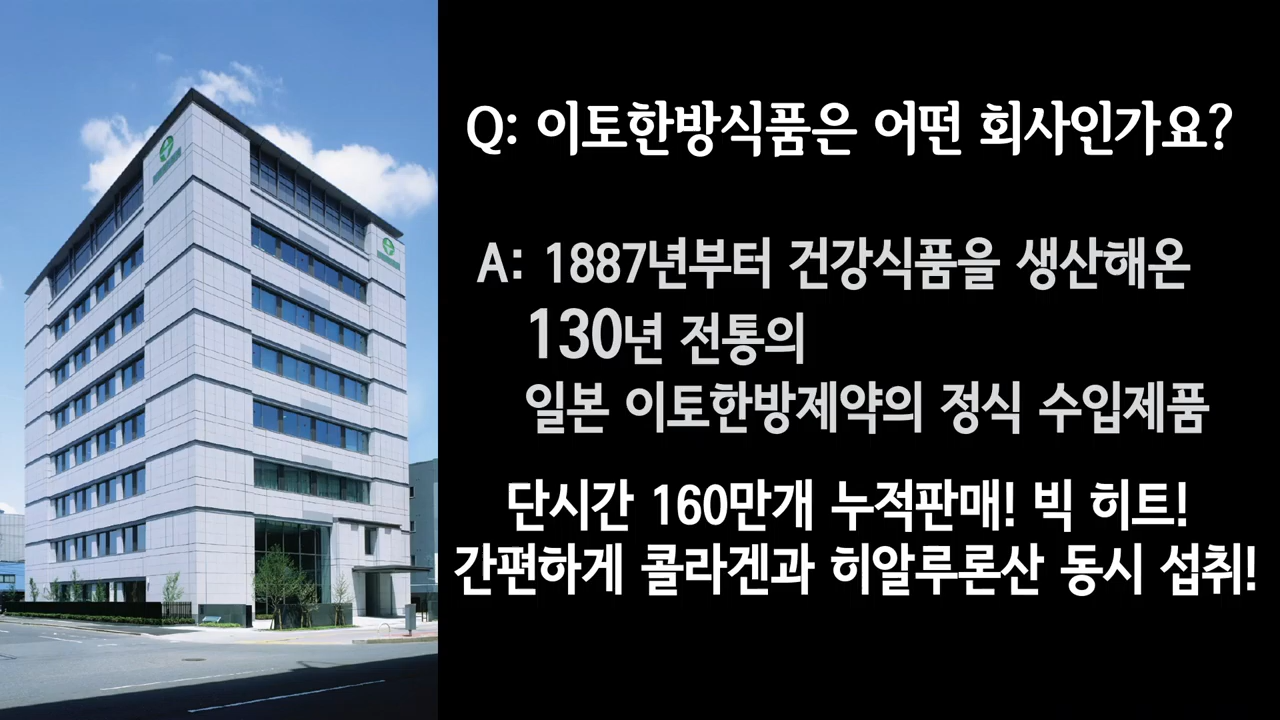 Q: 이토한방식품은 어떤 회사인가요?
A: 1887년부터 건강식품을 생산해온
130년 전통의
일본 이토한방제약의 정식 수입제품
단시간 160만개 누적판매! 빅 히트!
간편하게 콜라겐과 히알루론산 동시 섭취!